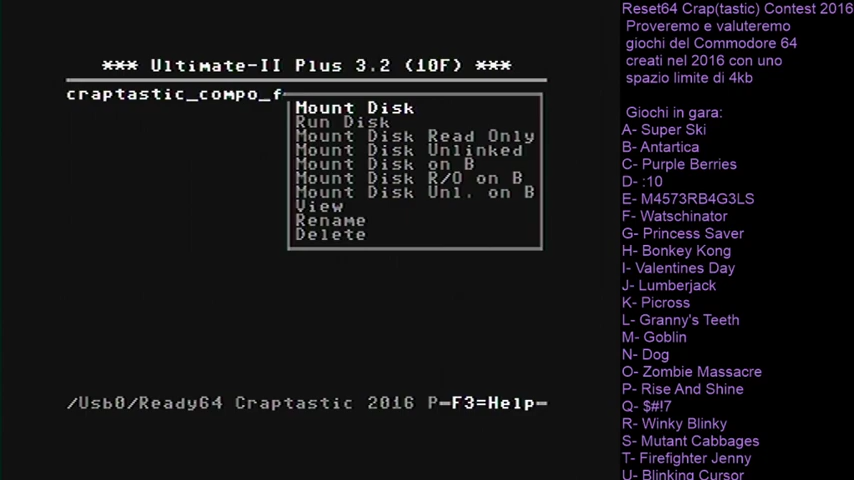 *** Ultimate-II Plus 3.2 (10F) ***
craptastic_compo_f
Mount Disk
Run Disk
Mount Disk Read Only
Mount Disk Unlinked
Mount Disk on B
Mount Disk R/O on B
Mount Disk Unl. on B
View
Rename
Delete
/Usb0/Ready64 Craptastic 2016 P-F3=Help-
Reset64 Crap(tastic) Contest 2016
Proveremo e valuteremo
giochi del Commodore 64
creati nel 2016 con uno
spazio limite di 4kb
Giochi in gara:
A- Super Ski
B- Antartica
C- Purple Berries
D- :10
E- M4573RB4G3LS
F- Watschinator
G- Princess Saver
H- Bonkey Kong
I- Valentines Day
J- Lumberjack
K- Picross
L- Granny's Teeth
M- Goblin
N- Dog
O- Zombie Massacre
P- Rise And Shine
Q- $#!7
R- Winky Blinky
S- Mutant Cabbages
T- Firefighter Jenny
U- Blinking Cursor